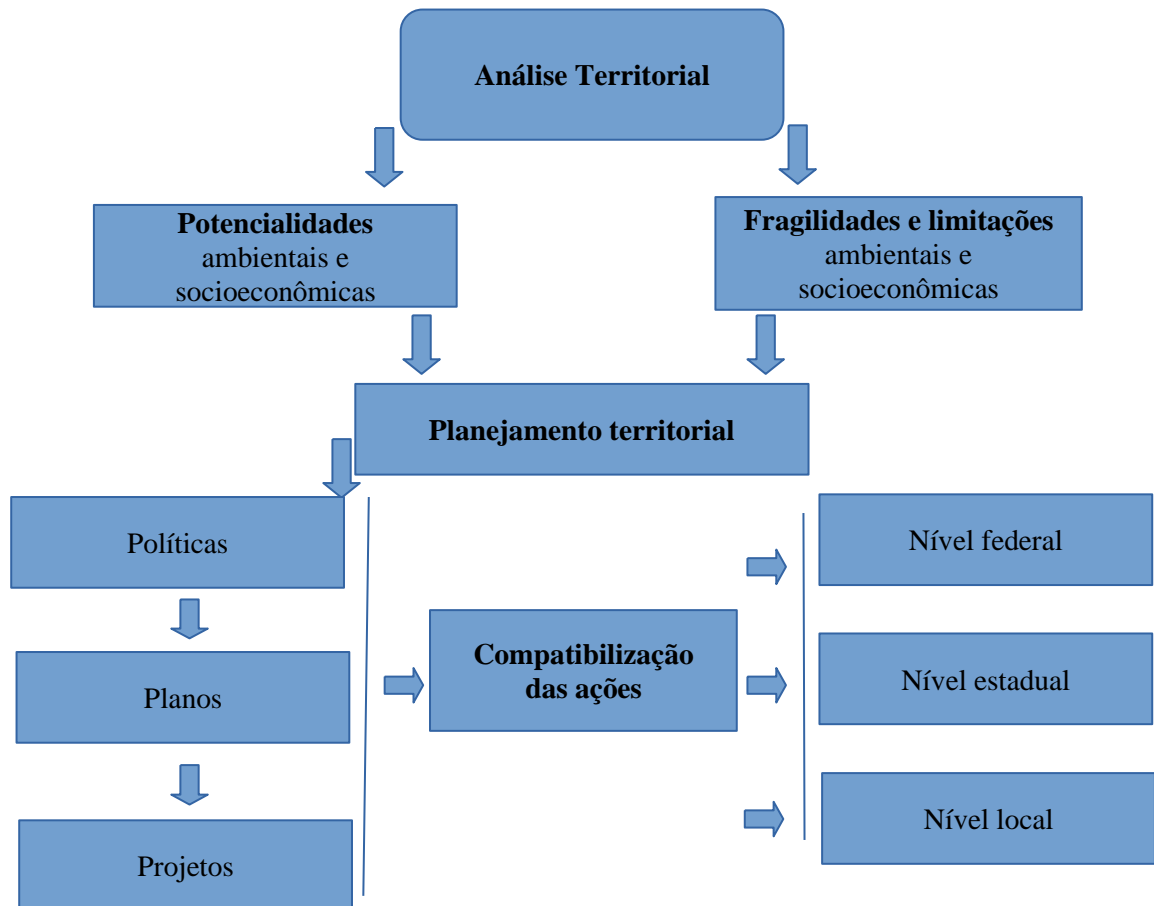 Análise Territorial
Potencialidades
ambientais e
socioeconômicas
Fragilidades e limitações
ambientais e
socioeconômicas
Planejamento territorial
Políticas
Planos
Projetos
Compatibilização
das ações
Nível federal
Nível estadual
Nível local